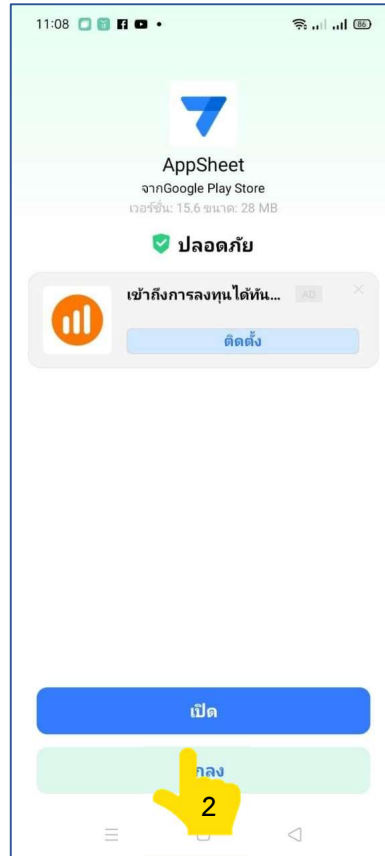 11:08
86
AppSheet
จากGoogle Play Store
เวอร์ชั่น: 15.6 ขนาด: 28 MB
ปลอดภัย
เข้าถึงการลงทุนได้ทัน...
AD
ติดตั้ง
เปิด
2